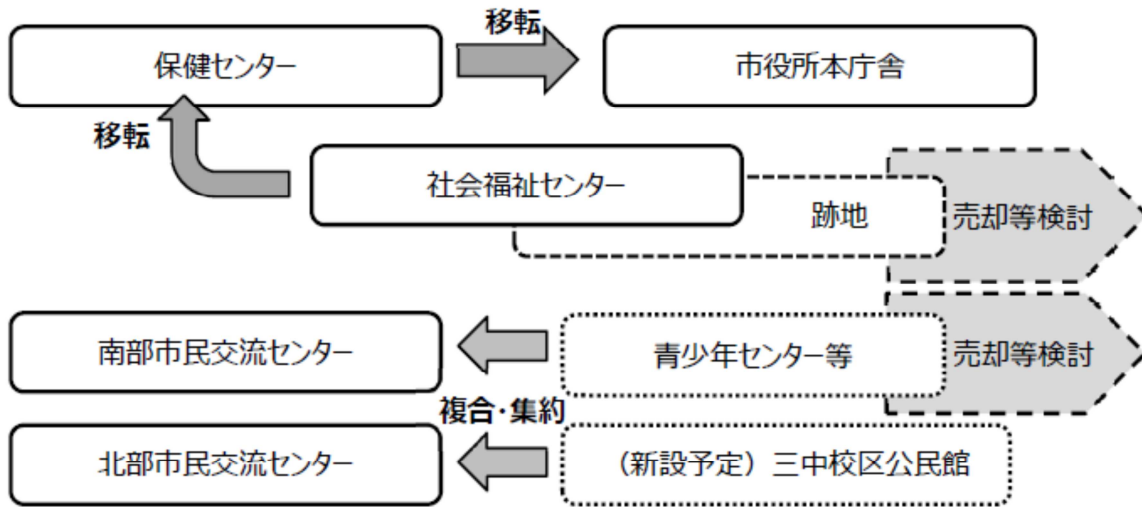 移転
保健センター
市役所本庁舎
移転
社会福祉センター
跡地
売却等検討
南部市民交流センター
青少年センター等
売却等検討
複合・集約
北部市民交流センター
（新設予定）三中校区公民館